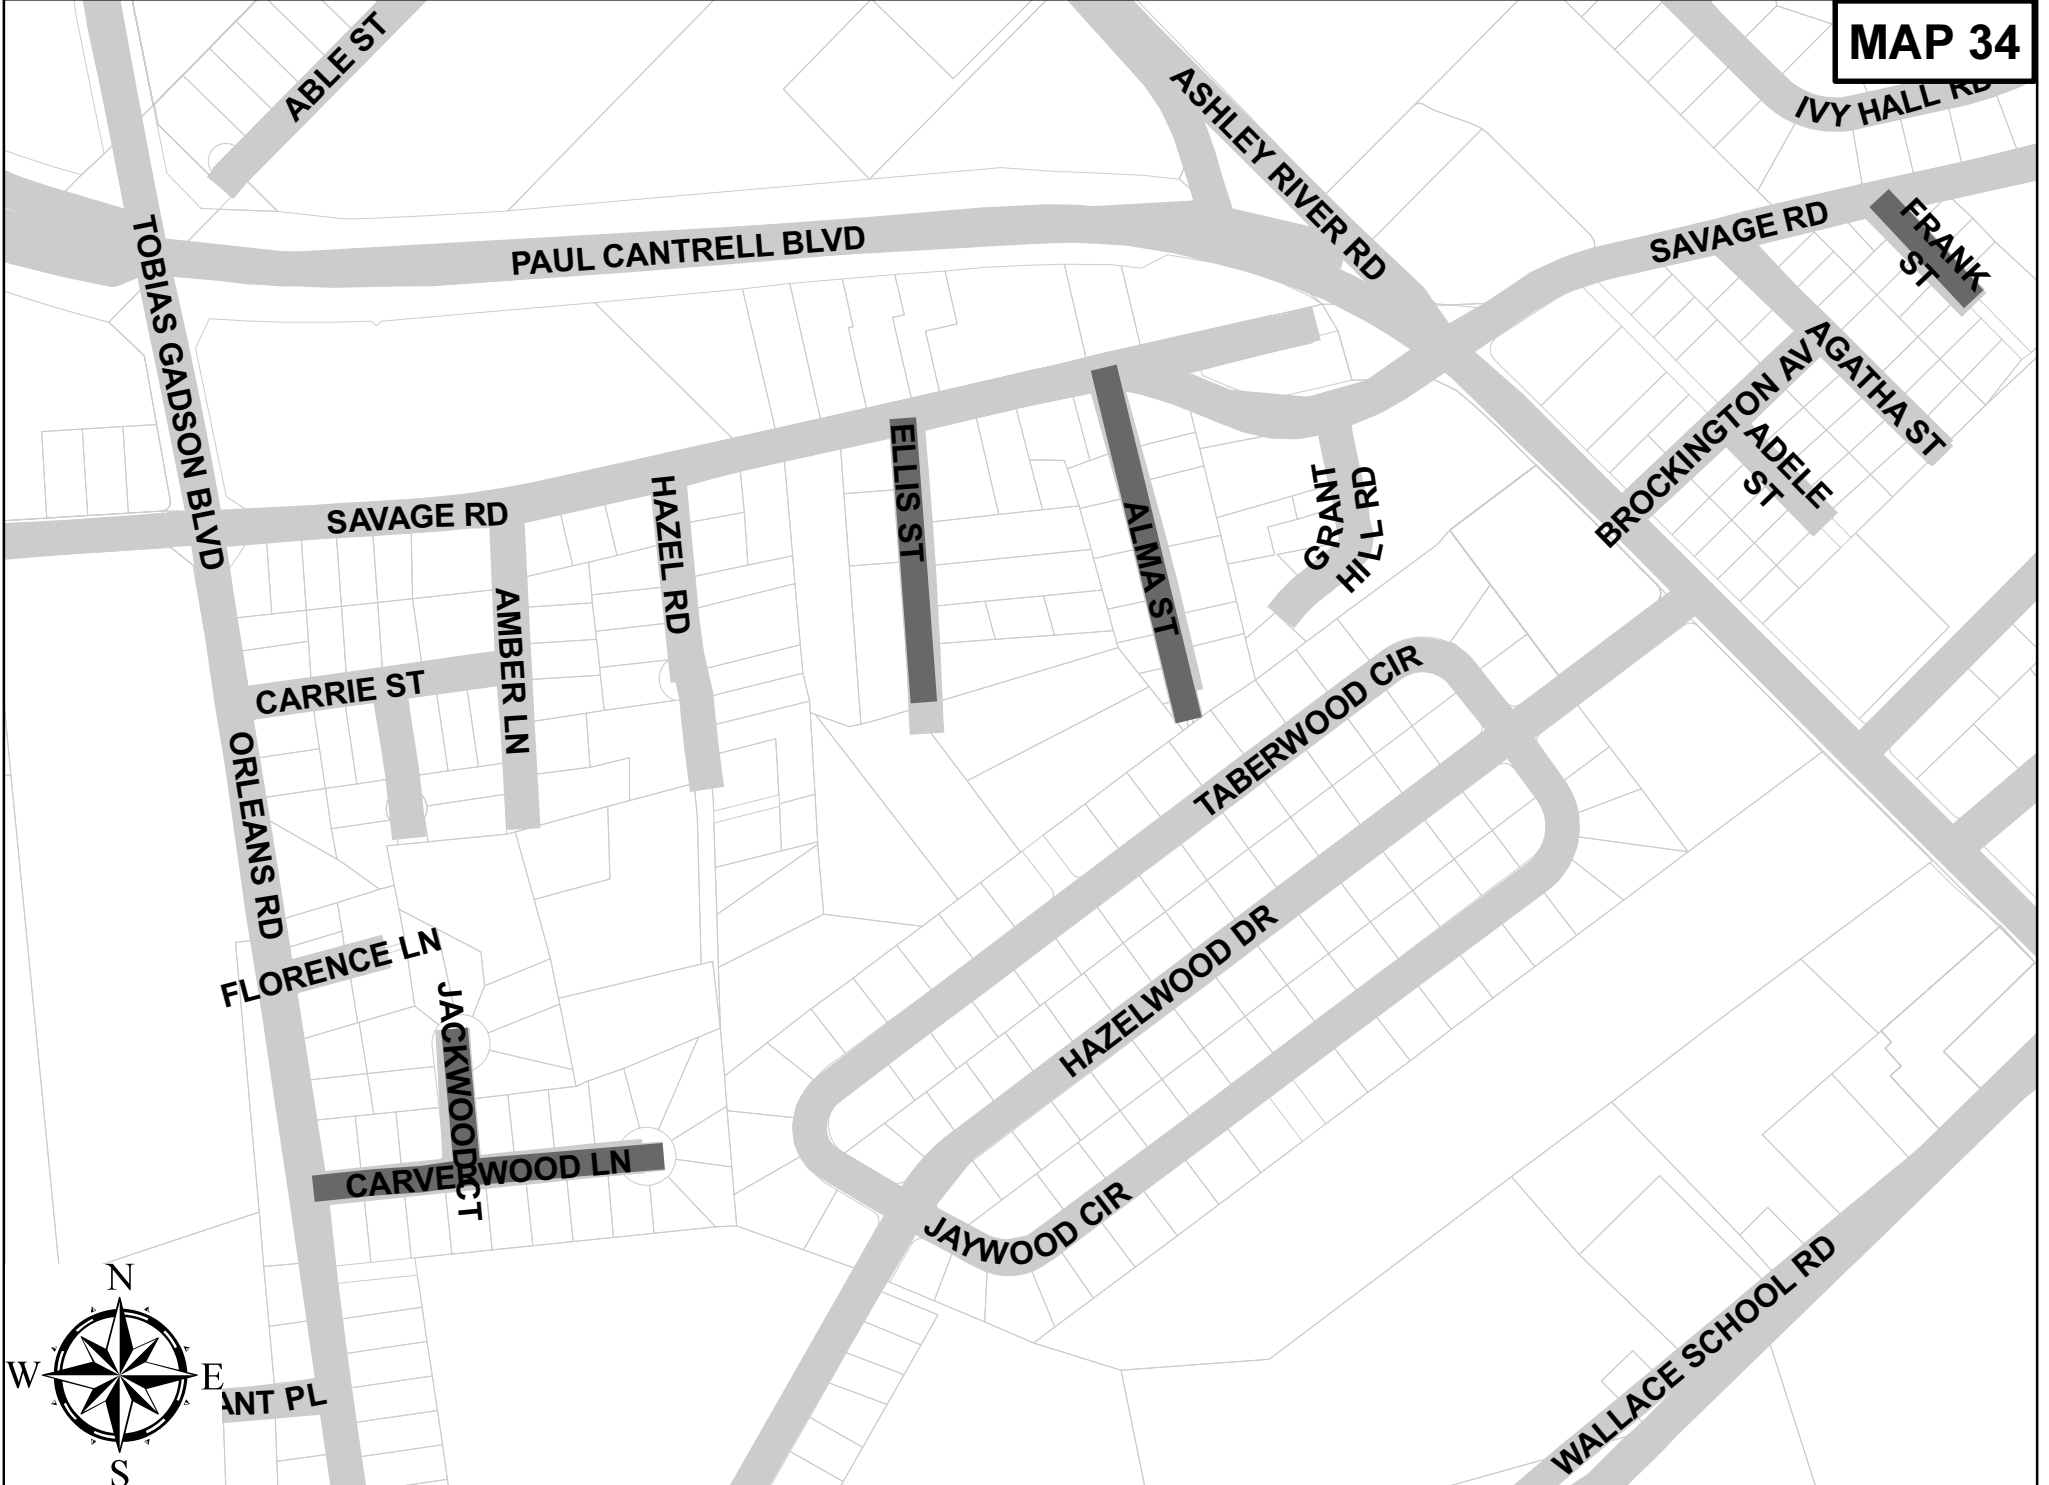 MAP 34
ABLE ST
ASHLEY RIVER RD
IVY HALL RD
TOBIAS GADSON BLVD
PAUL CANTRELL BLVD
SAVAGE RD
FRANK
ST
AGATHA ST
BROCKINGTON AV
ADELE
ST
SAVAGE RD
HAZEL RD
ELLIS ST
ALMA ST
GRANT
HILL RD
AMBER LN
CARRIE ST
TABERWOOD CIR
ORLEANS RD
HAZELWOOD DR
FLORENCE LN
JACKWOOD CT
CARVERWOOD LN
JAYWOOD CIR
WALLACE SCHOOL RD
N
W
E
S
ANT PL